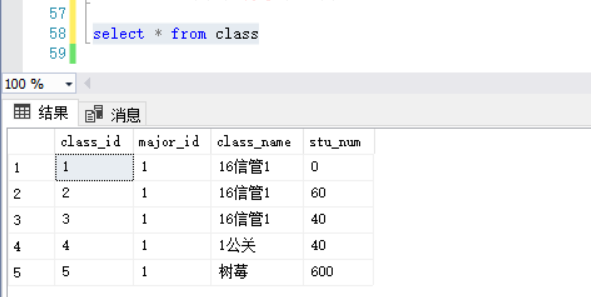 57
58 select * from class
59
100 %
结果 消息
class_id major_id class_name stu_num
1 1 1 16信管1 0
2 2 1 16信管1 60
3 3 1 16信管1 40
4 4 1 1公关 40
5 5 1 树莓 600